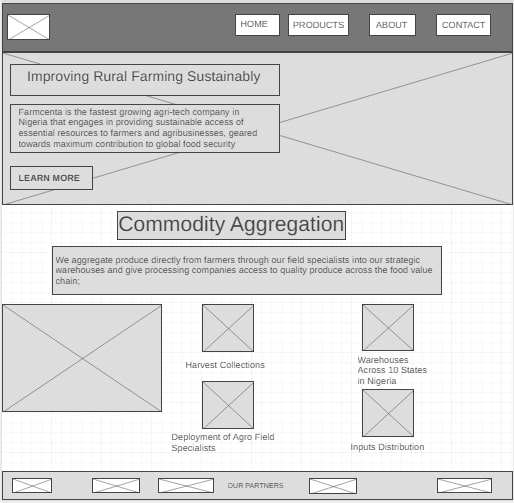 HOME PRODUCTS ABOUT CONTACT
Improving Rural Farming Sustainably
Farmcenta is the fastest growing agri-tech company in
Nigeria that engages in providing sustainable access of
essential resources to farmers and agribusinesses, geared
towards maximum contribution to global food security
LEARN MORE
Commodity Aggregation
We aggregate produce directly from farmers through our field specialists into our strategic
warehouses and give processing companies access to quality produce across the food value
chain;
Harvest Collections
Warehouses
Across 10 States
in Nigeria
Deployment of Agro Field
Specialists
Inputs Distribution
OUR PARTNERS